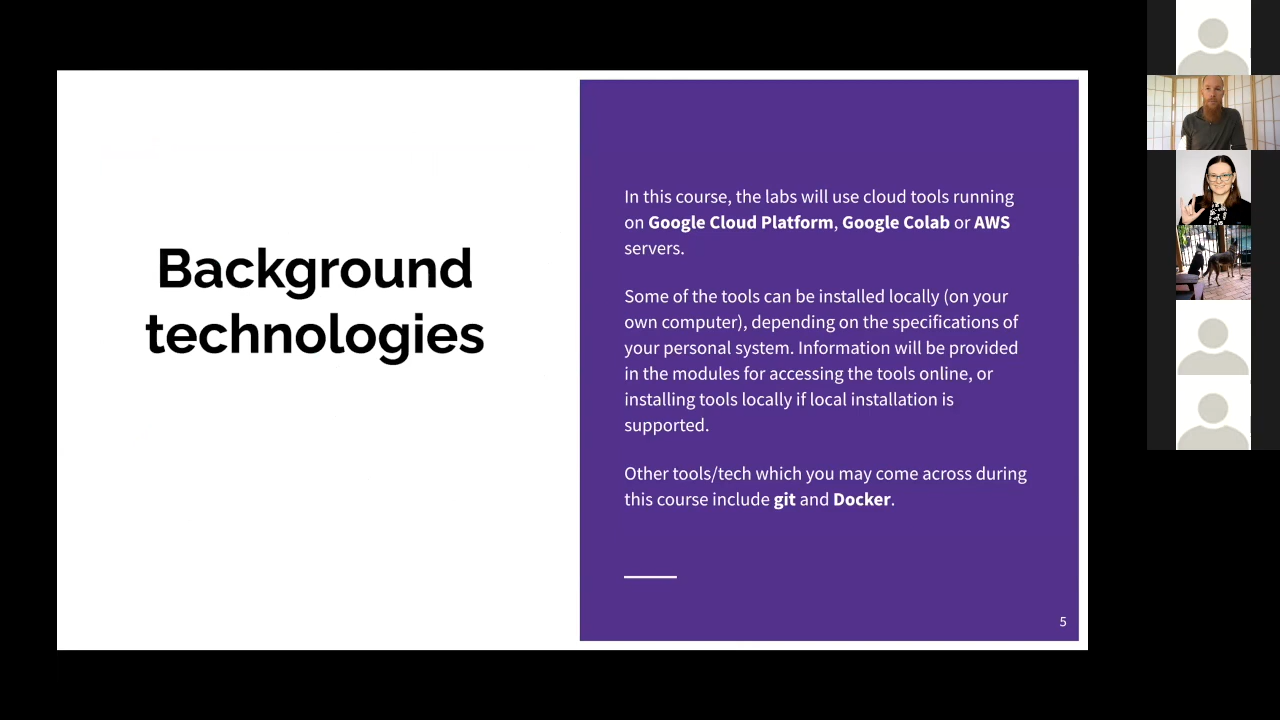 Background
technologies
In this course, the labs will use cloud tools running
on Google Cloud Platform, Google Colab or AWS
servers.
Some of the tools can be installed locally (on your
own computer), depending on the specifications of
your personal system. Information will be provided
in the modules for accessing the tools online, or
installing tools locally if local installation is
supported.
Other tools/tech which you may come across during
this course include git and Docker.
5